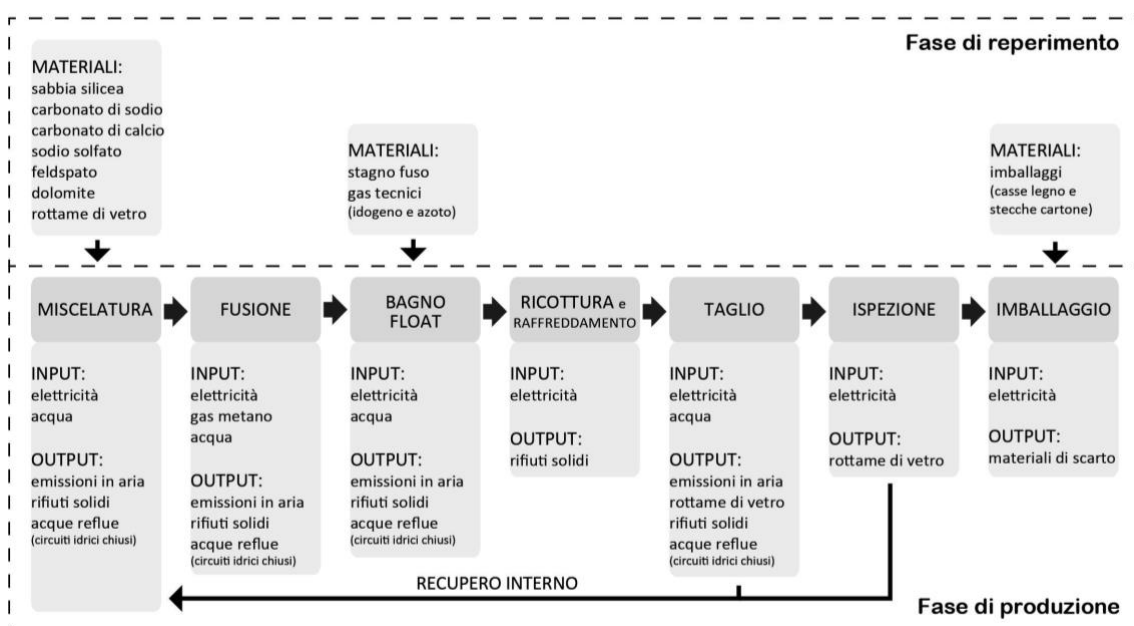 Fase di reperimento
MATERIALI:
sabbia silicea
carbonato di sodio
carbonato di calcio
sodio solfato
feldspato
dolomite
rottame di vetro
MATERIALI:
stagno fuso
gas tecnici
(idogeno e azoto)
MATERIALI:
imballaggi
(casse legno e
stecche cartone)
MISCELATURA
INPUT:
elettricità
acqua
OUTPUT:
emissioni in aria
rifiuti solidi
acque reflue
(circuiti idrici chiusi)
FUSIONE
INPUT:
elettricità
gas metano
acqua
OUTPUT:
emissioni in aria
rifiuti solidi
acque reflue
(circuiti idrici chiusi)
BAGNO
FLOAT
INPUT:
elettricità
acqua
OUTPUT:
emissioni in aria
rifiuti solidi
acque reflue
(circuiti idrici chiusi)
RICOTTURA e
RAFFREDDAMENTO
INPUT:
elettricità
OUTPUT:
rifiuti solidi
TAGLIO
INPUT:
elettricità
acqua
OUTPUT:
emissioni in aria
rottame di vetro
rifiuti solidi
acque reflue
(circuiti idrici chiusi)
ISPEZIONE
INPUT:
elettricità
OUTPUT:
rottame di vetro
IMBALLAGGIO
INPUT:
elettricità
OUTPUT:
materiali di scarto
RECUPERO INTERNO
Fase di produzione